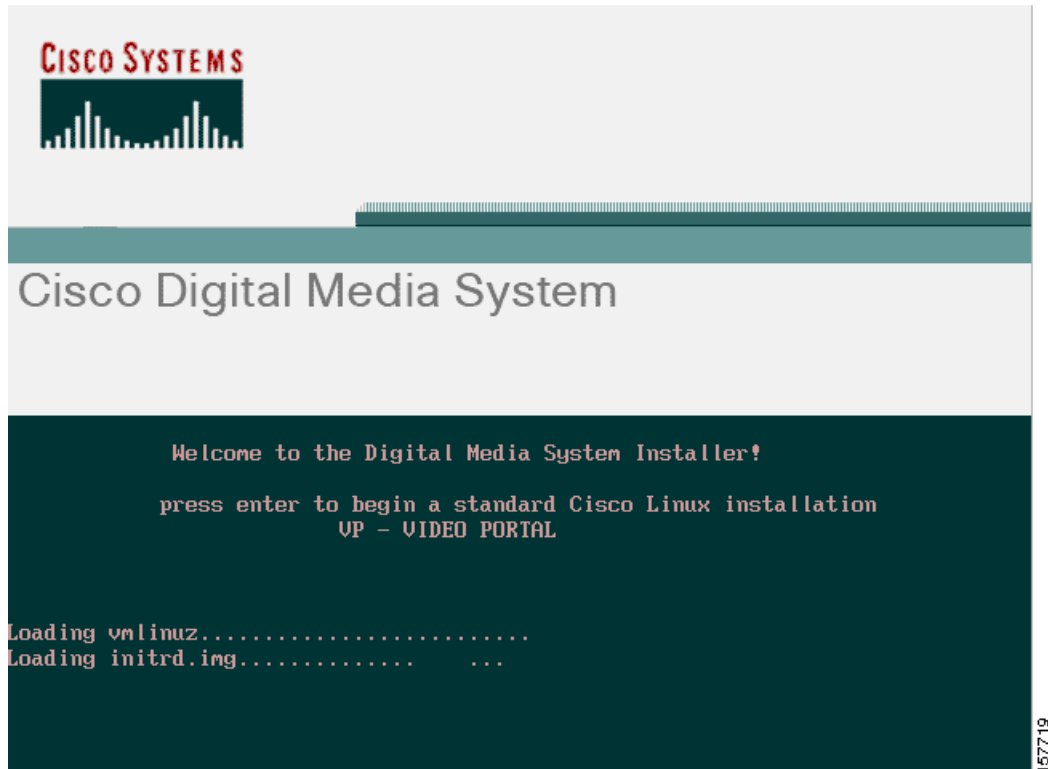 CISCO SYSTEMS
Cisco Digital Media System
Welcome to the Digital Media System Installer!
press enter to begin a standard Cisco Linux installation
VP - VIDEO PORTAL
Loading vmlinuz..........................
Loading initrd.img.............. ...
157719